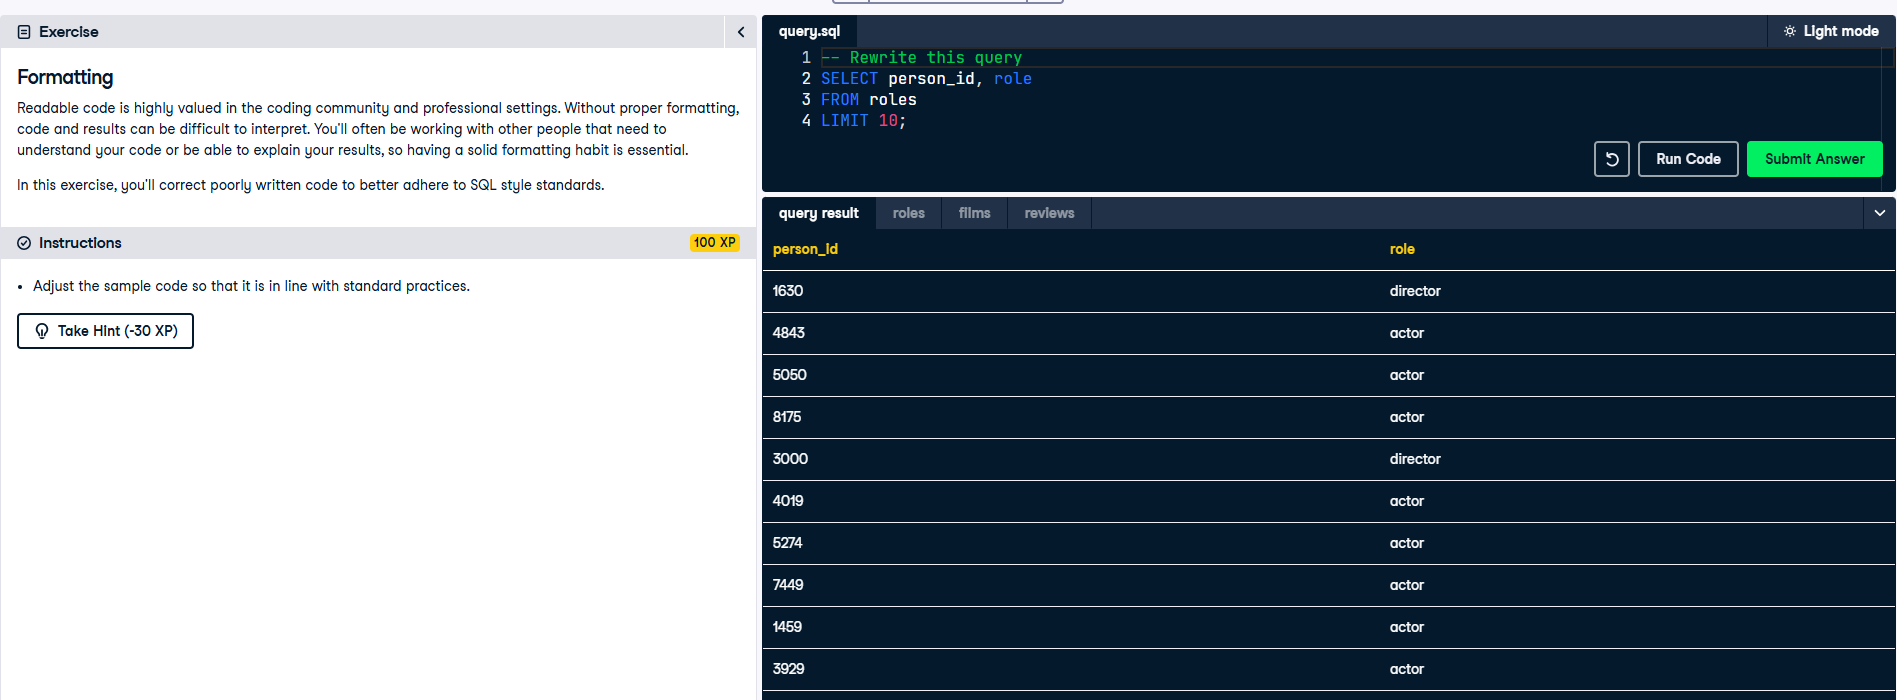 Exercise
Formatting
Readable code is highly valued in the coding community and professional settings. Without proper formatting,
code and results can be difficult to interpret. You'll often be working with other people that need to
understand your code or be able to explain your results, so having a solid formatting habit is essential.
In this exercise, you'll correct poorly written code to better adhere to SQL style standards.
Instructions
100 XP
• Adjust the sample code so that it is in line with standard practices.
Take Hint (-30 XP)
query.sql
Light mode
1 -- Rewrite this query
2 SELECT person_id, role
3 FROM roles
4 LIMIT 10;
Run Code
Submit Answer
query result roles films reviews
person_id role
1630 director
4843 actor
5050 actor
8175 actor
3000 director
4019 actor
5274 actor
7449 actor
1459 actor
3929 actor